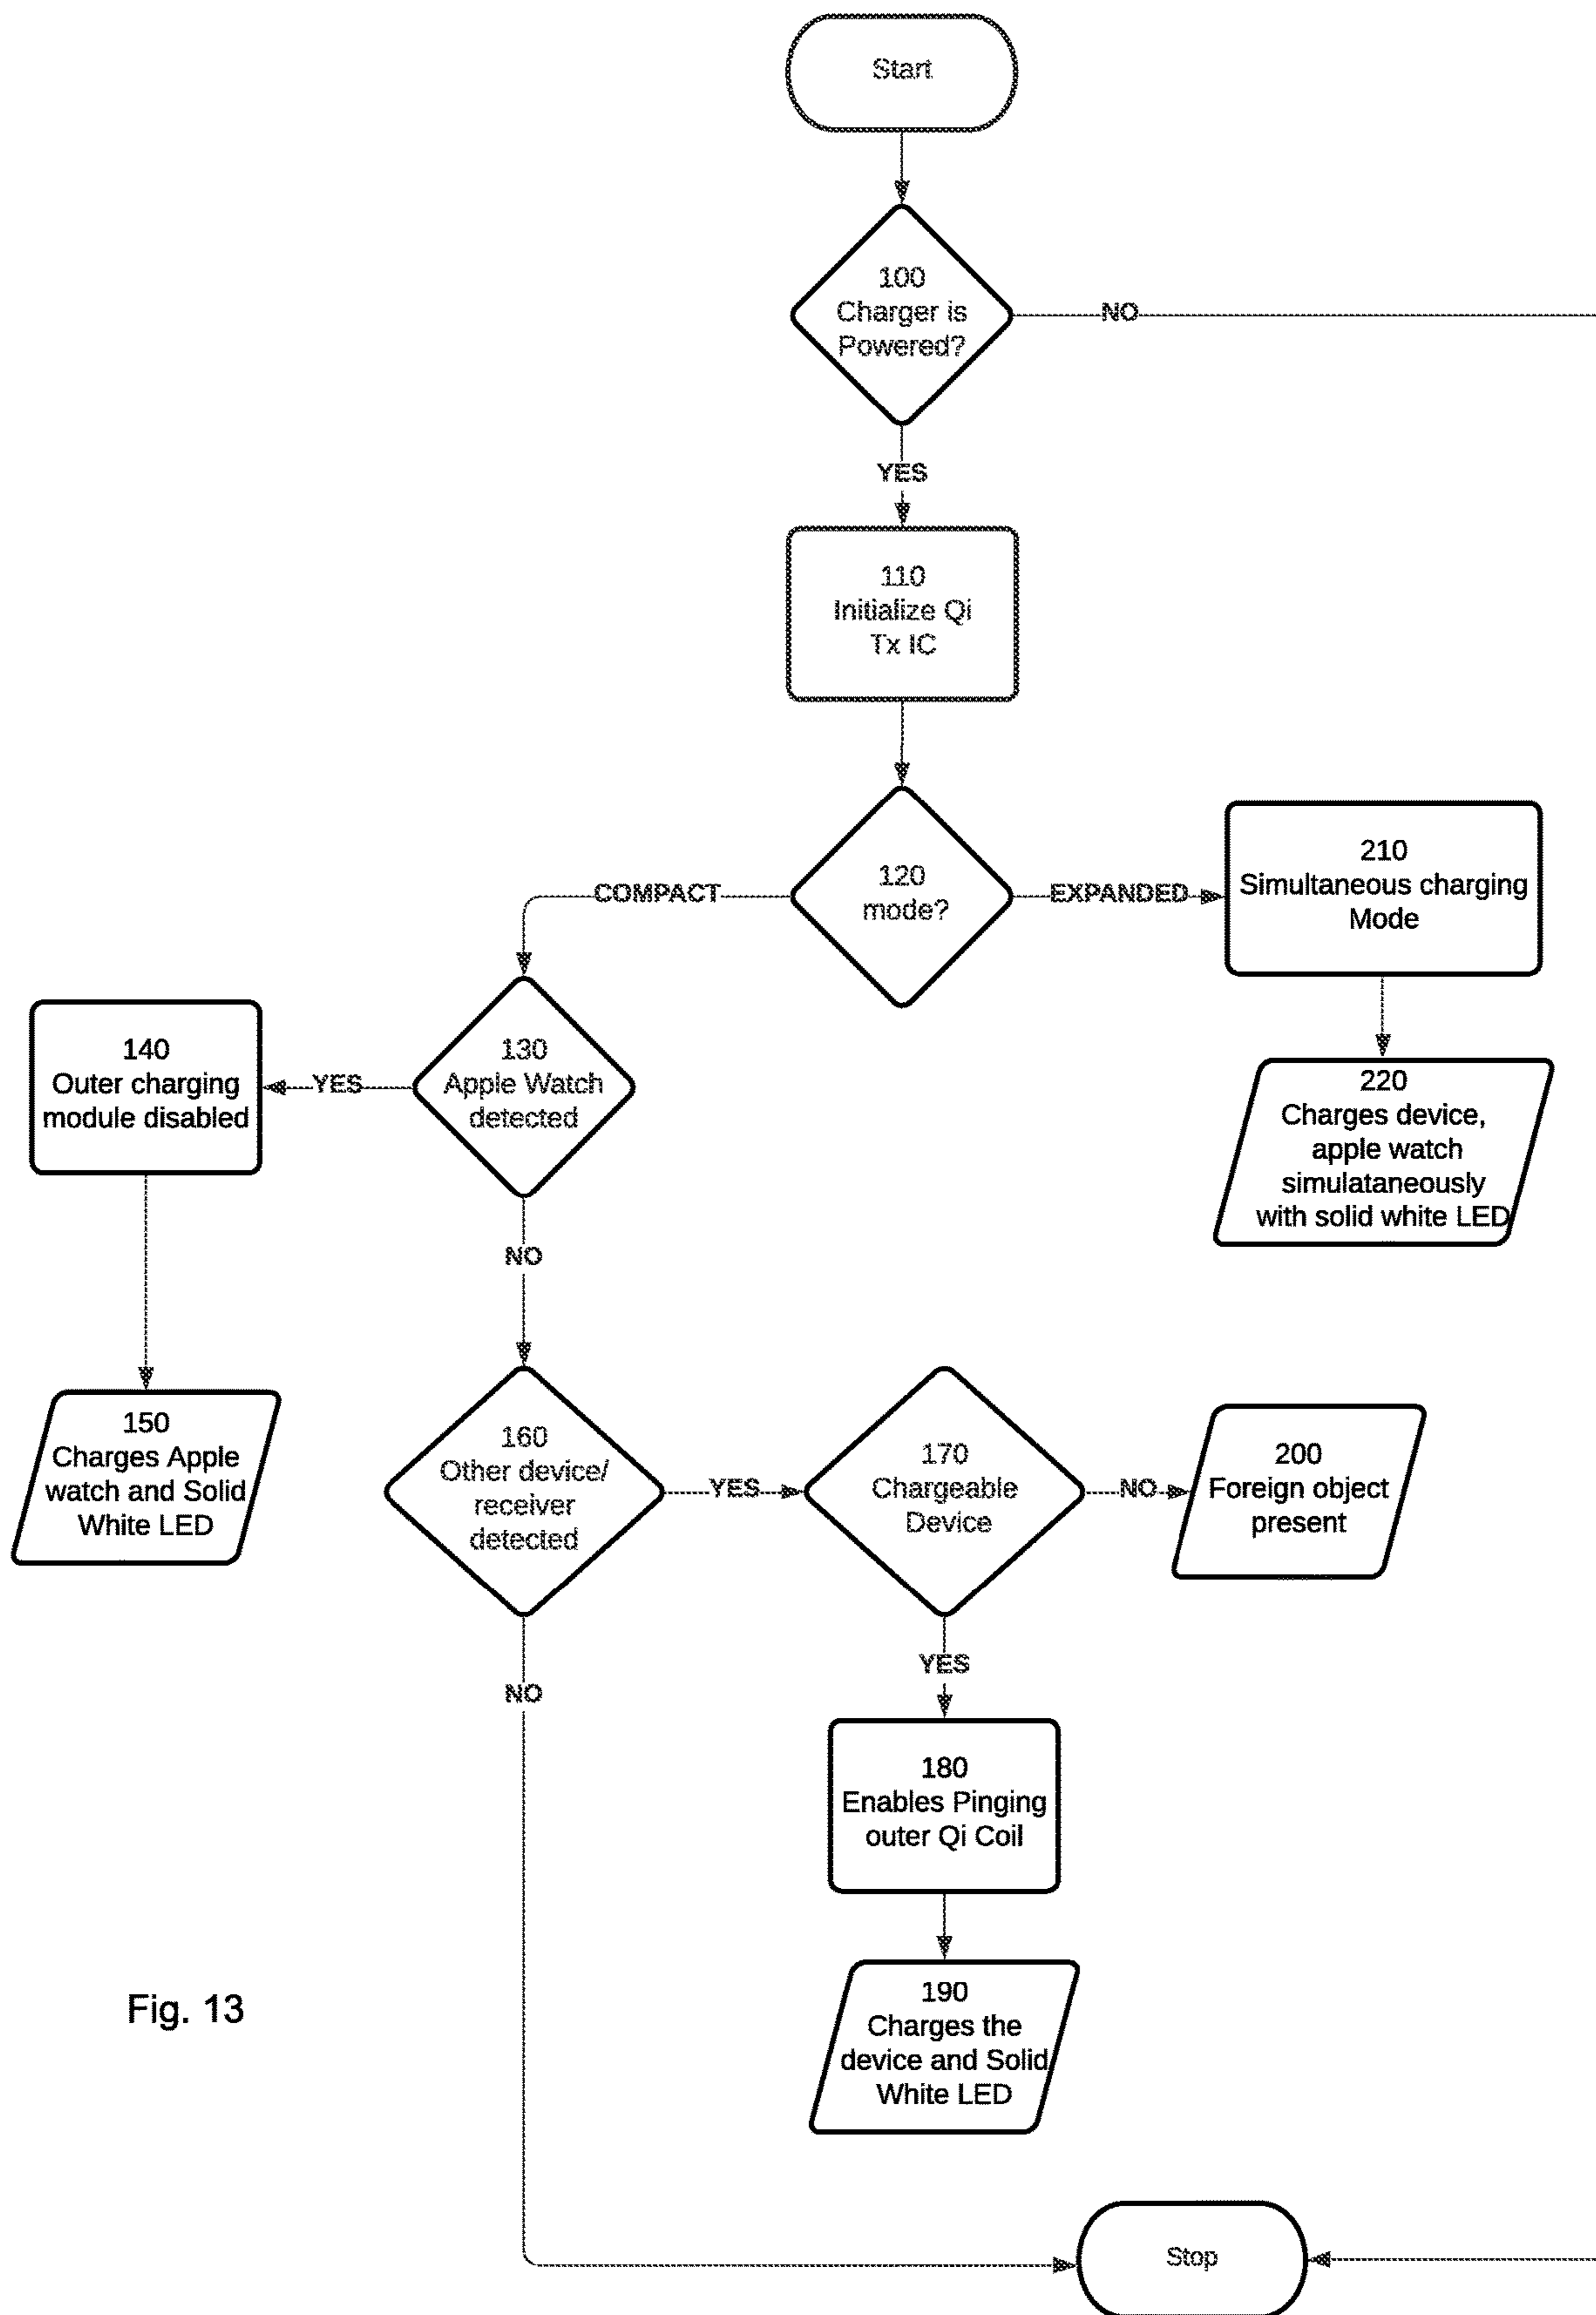 Start
100
Charger is
Powered?
NO
YES
110
Initialize Qi
Tx IC
120
mode?
COMPACT
EXPANDED
210
Simultaneous charging
Mode
140
Outer charging
module disabled
YES
130
Apple Watch
detected
220
Charges device,
apple watch
simulataneously
with solid white LED
NO
150
Charges Apple
watch and Solid
White LED
160
Other device/
receiver
detected
YES
170
Chargeable
Device
NO
200
Foreign object
present
NO
YES
180
Enables Pinging
outer Qi Coil
190
Charges the
device and Solid
White LED
Fig. 13
Stop